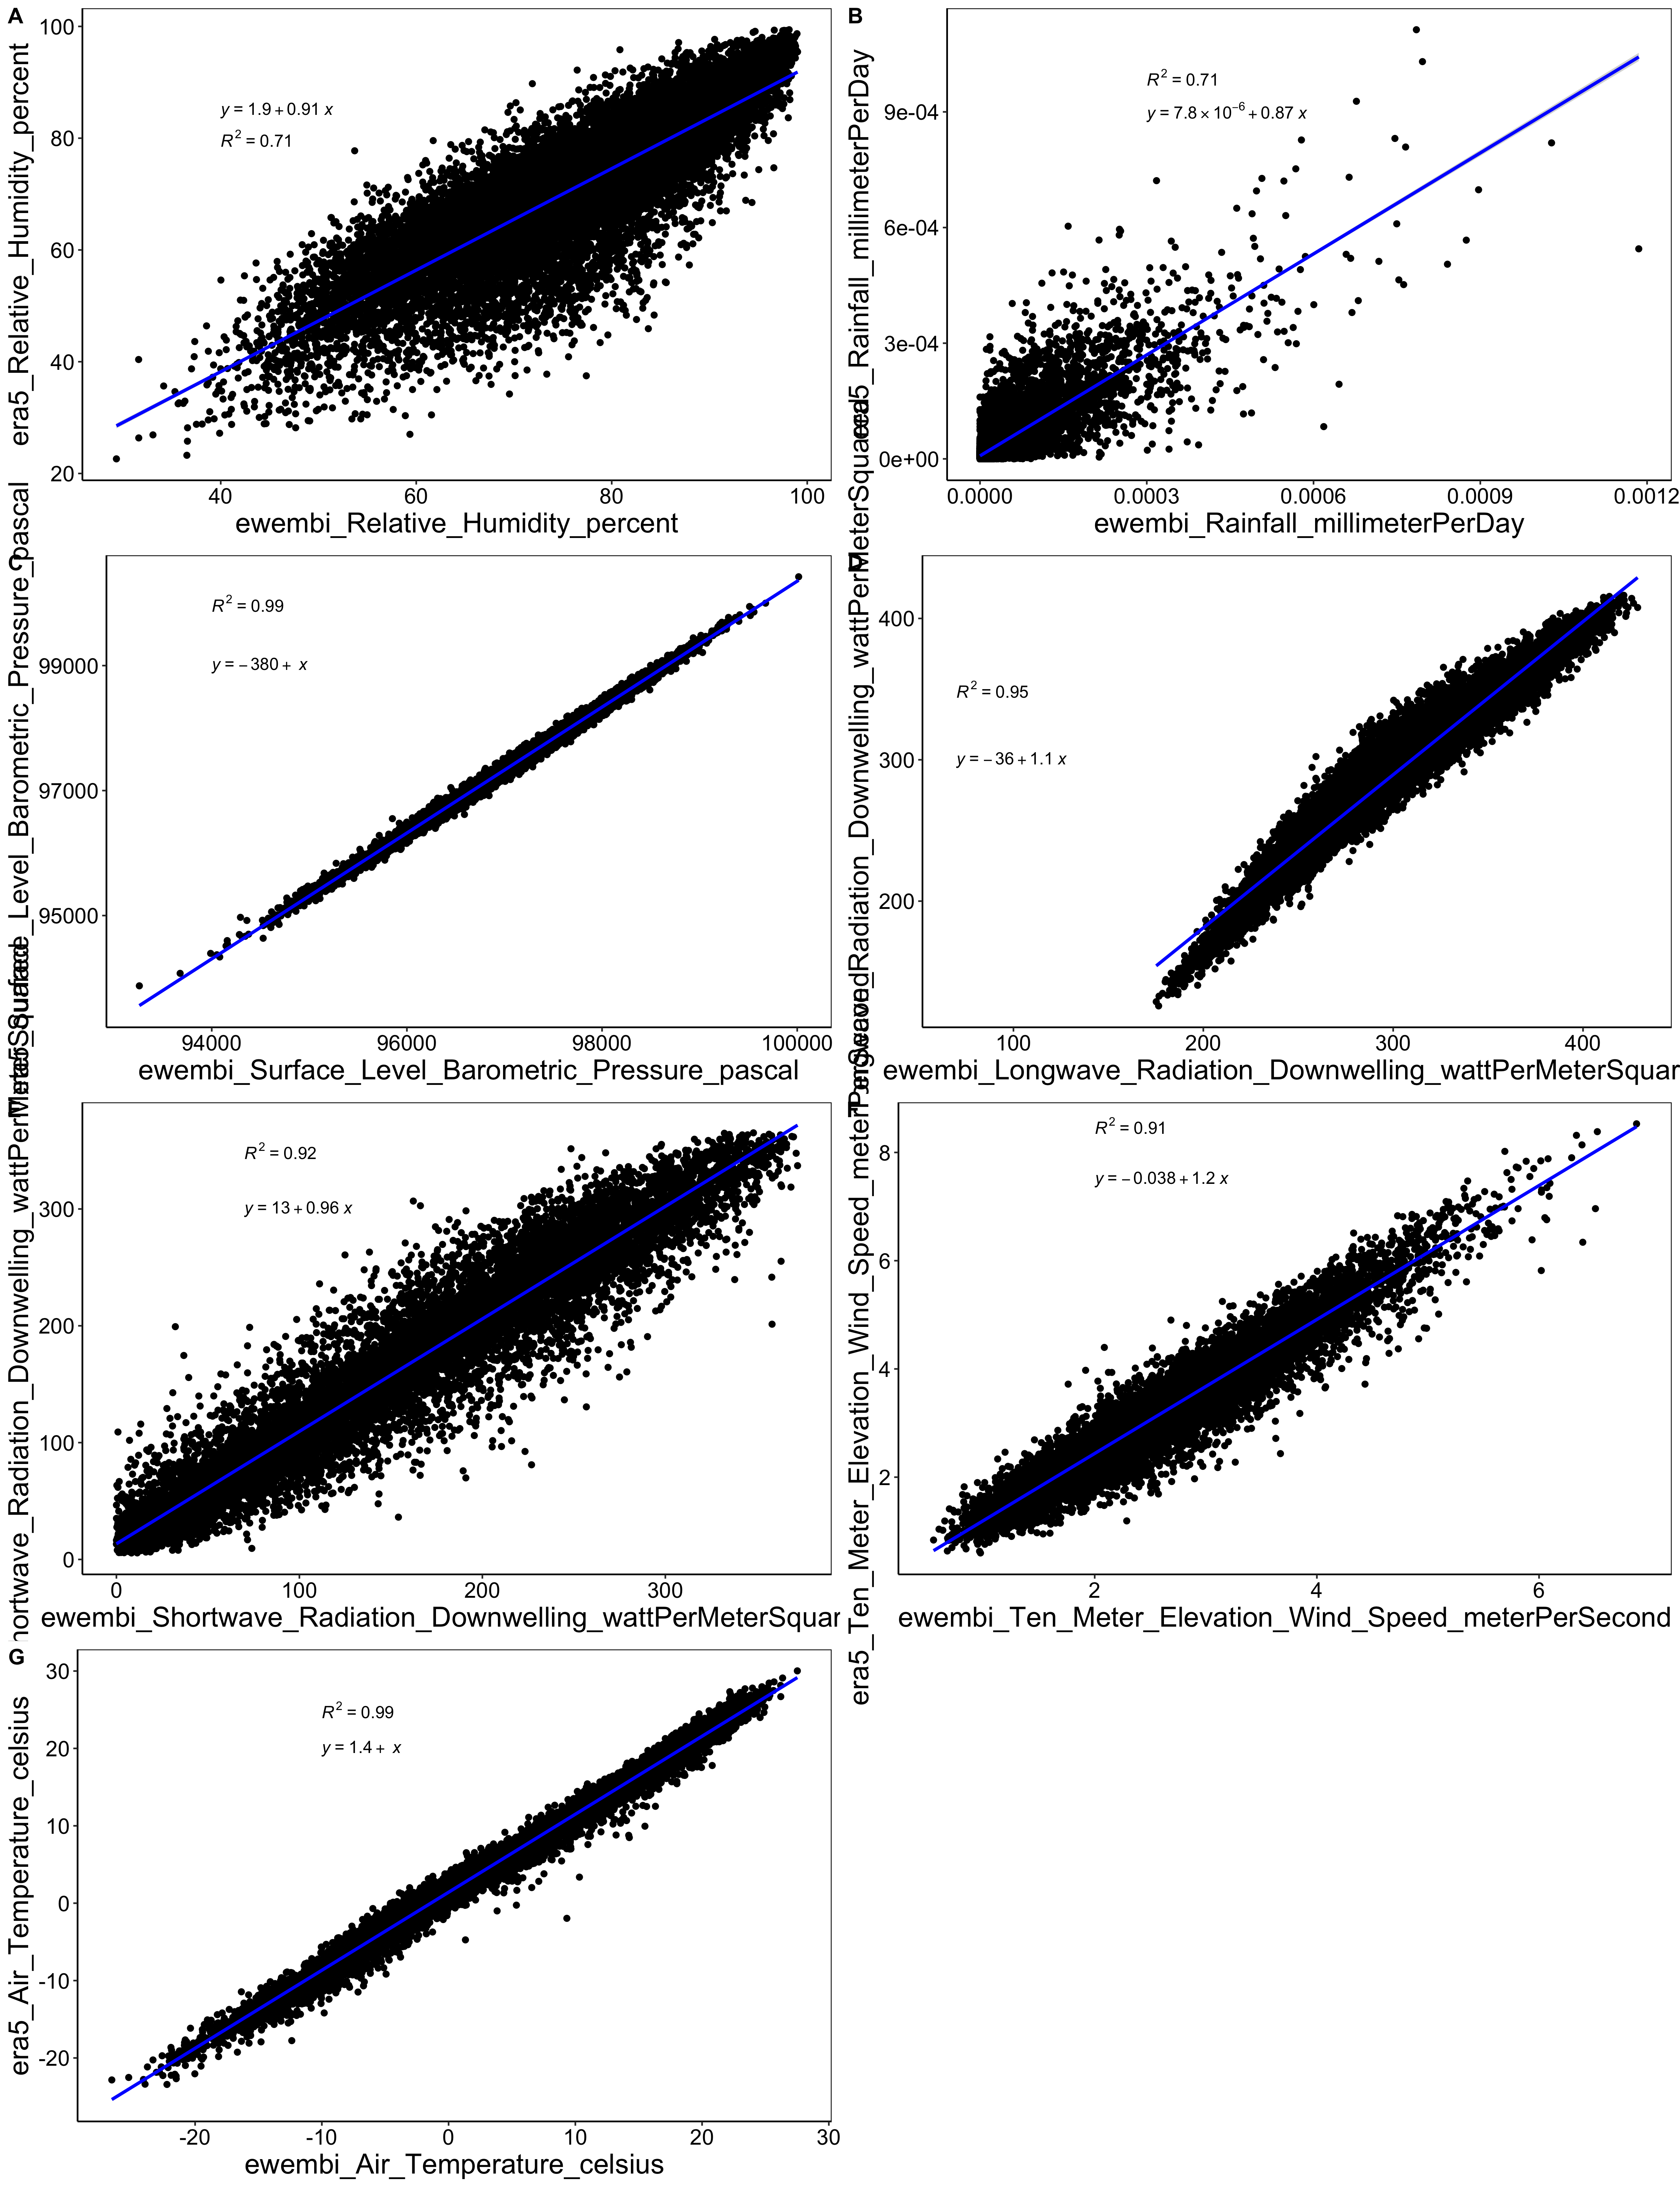 A
era5_Relative_Humidity_percent
100
80
60
40
20
y = 1.9 + 0.91 x
R² = 0.71
40 60 80 100
ewembi_Relative_Humidity_percent
B
9e-04
6e-04
3e-04
0e+00
R² = 0.71
y = 7.8 × 10⁻⁶ + 0.87 x
0.0000 0.0003 0.0006 0.0009 0.0012
ewembi_Rainfall_millimeterPerDay
99000
97000
95000
R² = 0.99
y = − 380 + x
94000 96000 98000 100000
ewembi_Surface_Level_Barometric_Pressure_pascal
400
300
200
R² = 0.95
y = − 36 + 1.1 x
100 200 300 400
ewembi_Longwave_Radiation_Downwelling_wattPerMeterSquar
300
200
100
0
R² = 0.92
y = 13 + 0.96 x
0 100 200 300
ewembi_Shortwave_Radiation_Downwelling_wattPerMeterSquar
F
era5_Ten_Meter_Elevation_Wind_Speed_meterPerSecond
8
6
4
2
R² = 0.91
y = − 0.038 + 1.2 x
2 4 6
ewembi_Ten_Meter_Elevation_Wind_Speed_meterPerSecond
G
era5_Air_Temperature_celsius
30
20
10
0
-10
-20
R² = 0.99
y = 1.4 + x
-20 -10 0 10 20 30
ewembi_Air_Temperature_celsius